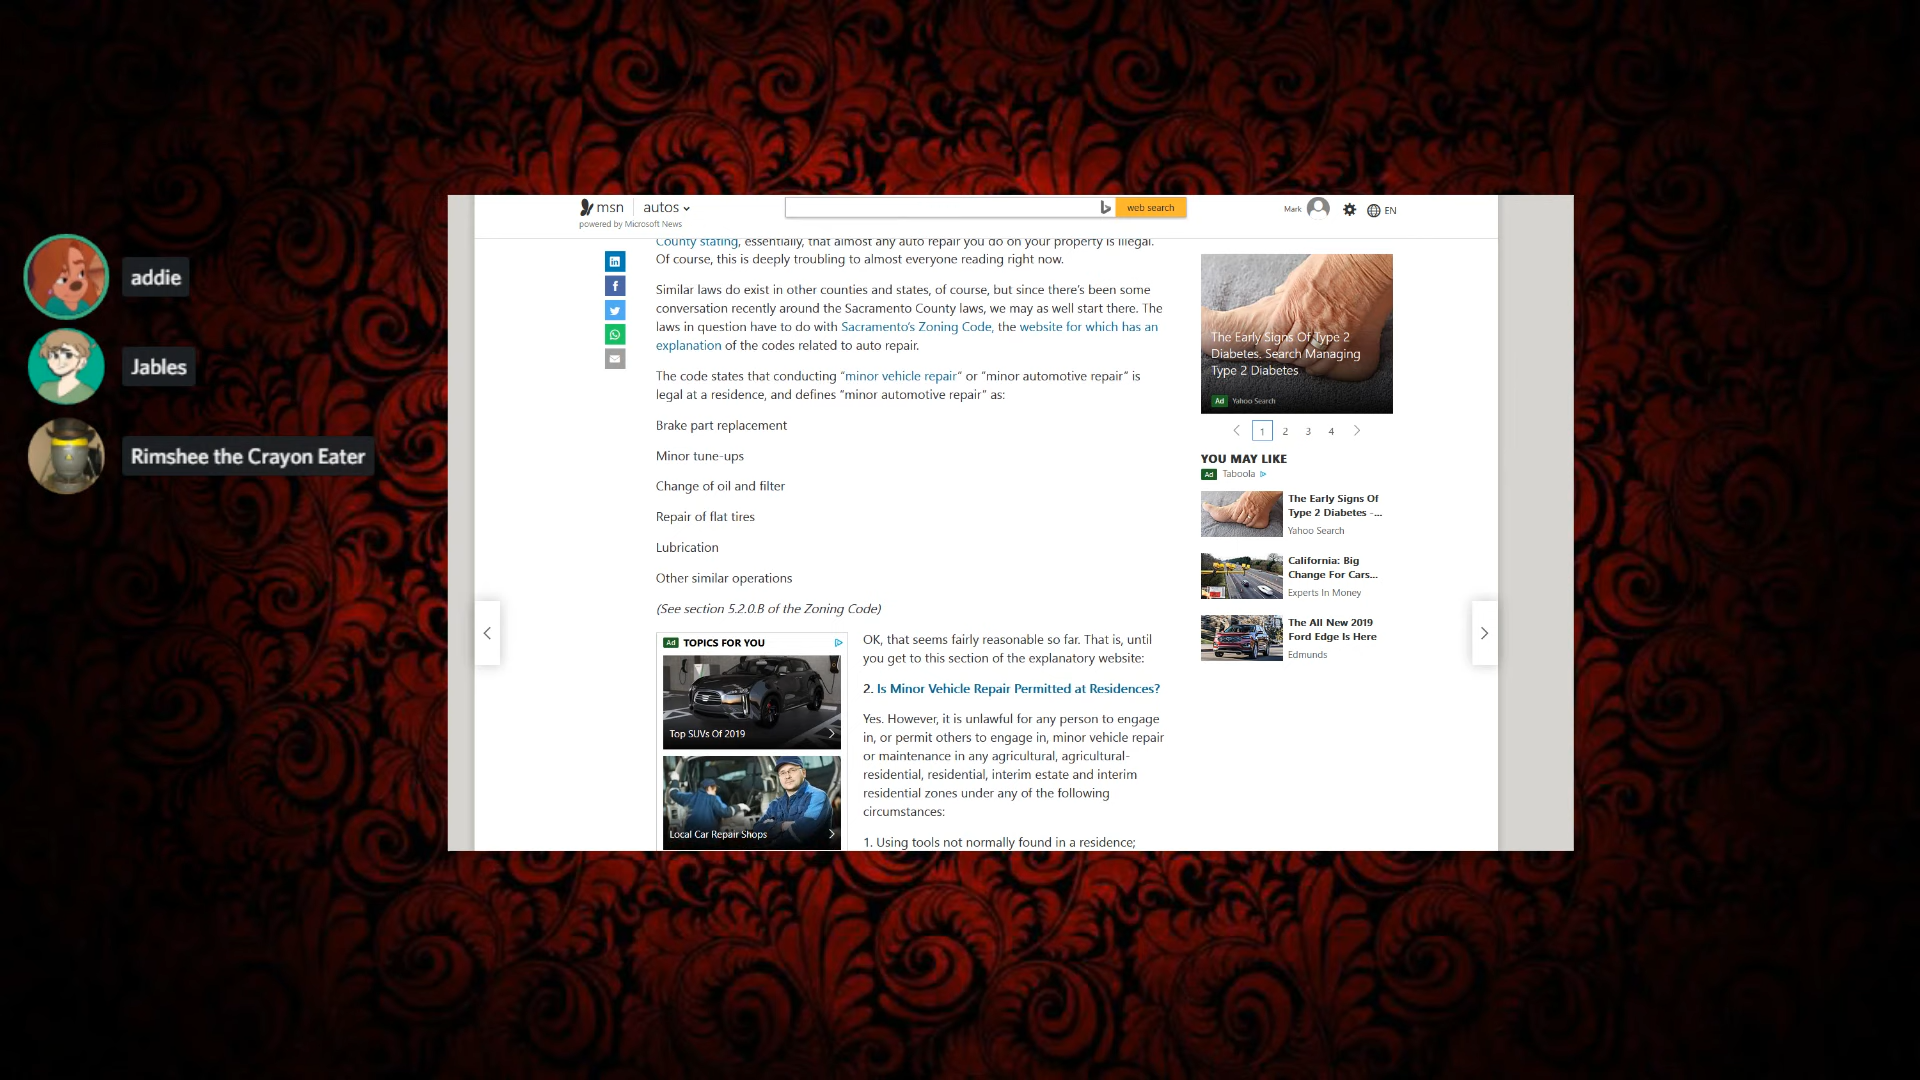 addie
Jables
Rimshee the Crayon Eater
msn
autos
powered by Microsoft News
web search
Mark
EN
County stating, essentially, that almost any auto repair you do on your property is illegal.
Of course, this is deeply troubling to almost everyone reading right now.
Similar laws do exist in other counties and states, of course, but since there's been some
conversation recently around the Sacramento County laws, we may as well start there. The
laws in question have to do with Sacramento's Zoning Code, the website for which has an
explanation of the codes related to auto repair.
The code states that conducting "minor vehicle repair" or "minor automotive repair" is
legal at a residence, and defines "minor automotive repair" as:
Brake part replacement
Minor tune-ups
Change of oil and filter
Repair of flat tires
Lubrication
Other similar operations
(See section 5.2.0.B of the Zoning Code)
Ad TOPICS FOR YOU
Top SUVs Of 2019
Local Car Repair Shops
OK, that seems fairly reasonable so far. That is, until
you get to this section of the explanatory website:
2. Is Minor Vehicle Repair Permitted at Residences?
Yes. However, it is unlawful for any person to engage
in, or permit others to engage in, minor vehicle repair
or maintenance in any agricultural, agricultural-
residential, residential, interim estate and interim
residential zones under any of the following
circumstances:
1. Using tools not normally found in a residence;
The Early Signs Of Type 2
Diabetes. Search Managing
Type 2 Diabetes
Ad Yahoo Search
1 2 3 4
YOU MAY LIKE
Ad Taboola
The Early Signs Of
Type 2 Diabetes -...
Yahoo Search
California: Big
Change For Cars...
Experts In Money
The All New 2019
Ford Edge Is Here
Edmunds